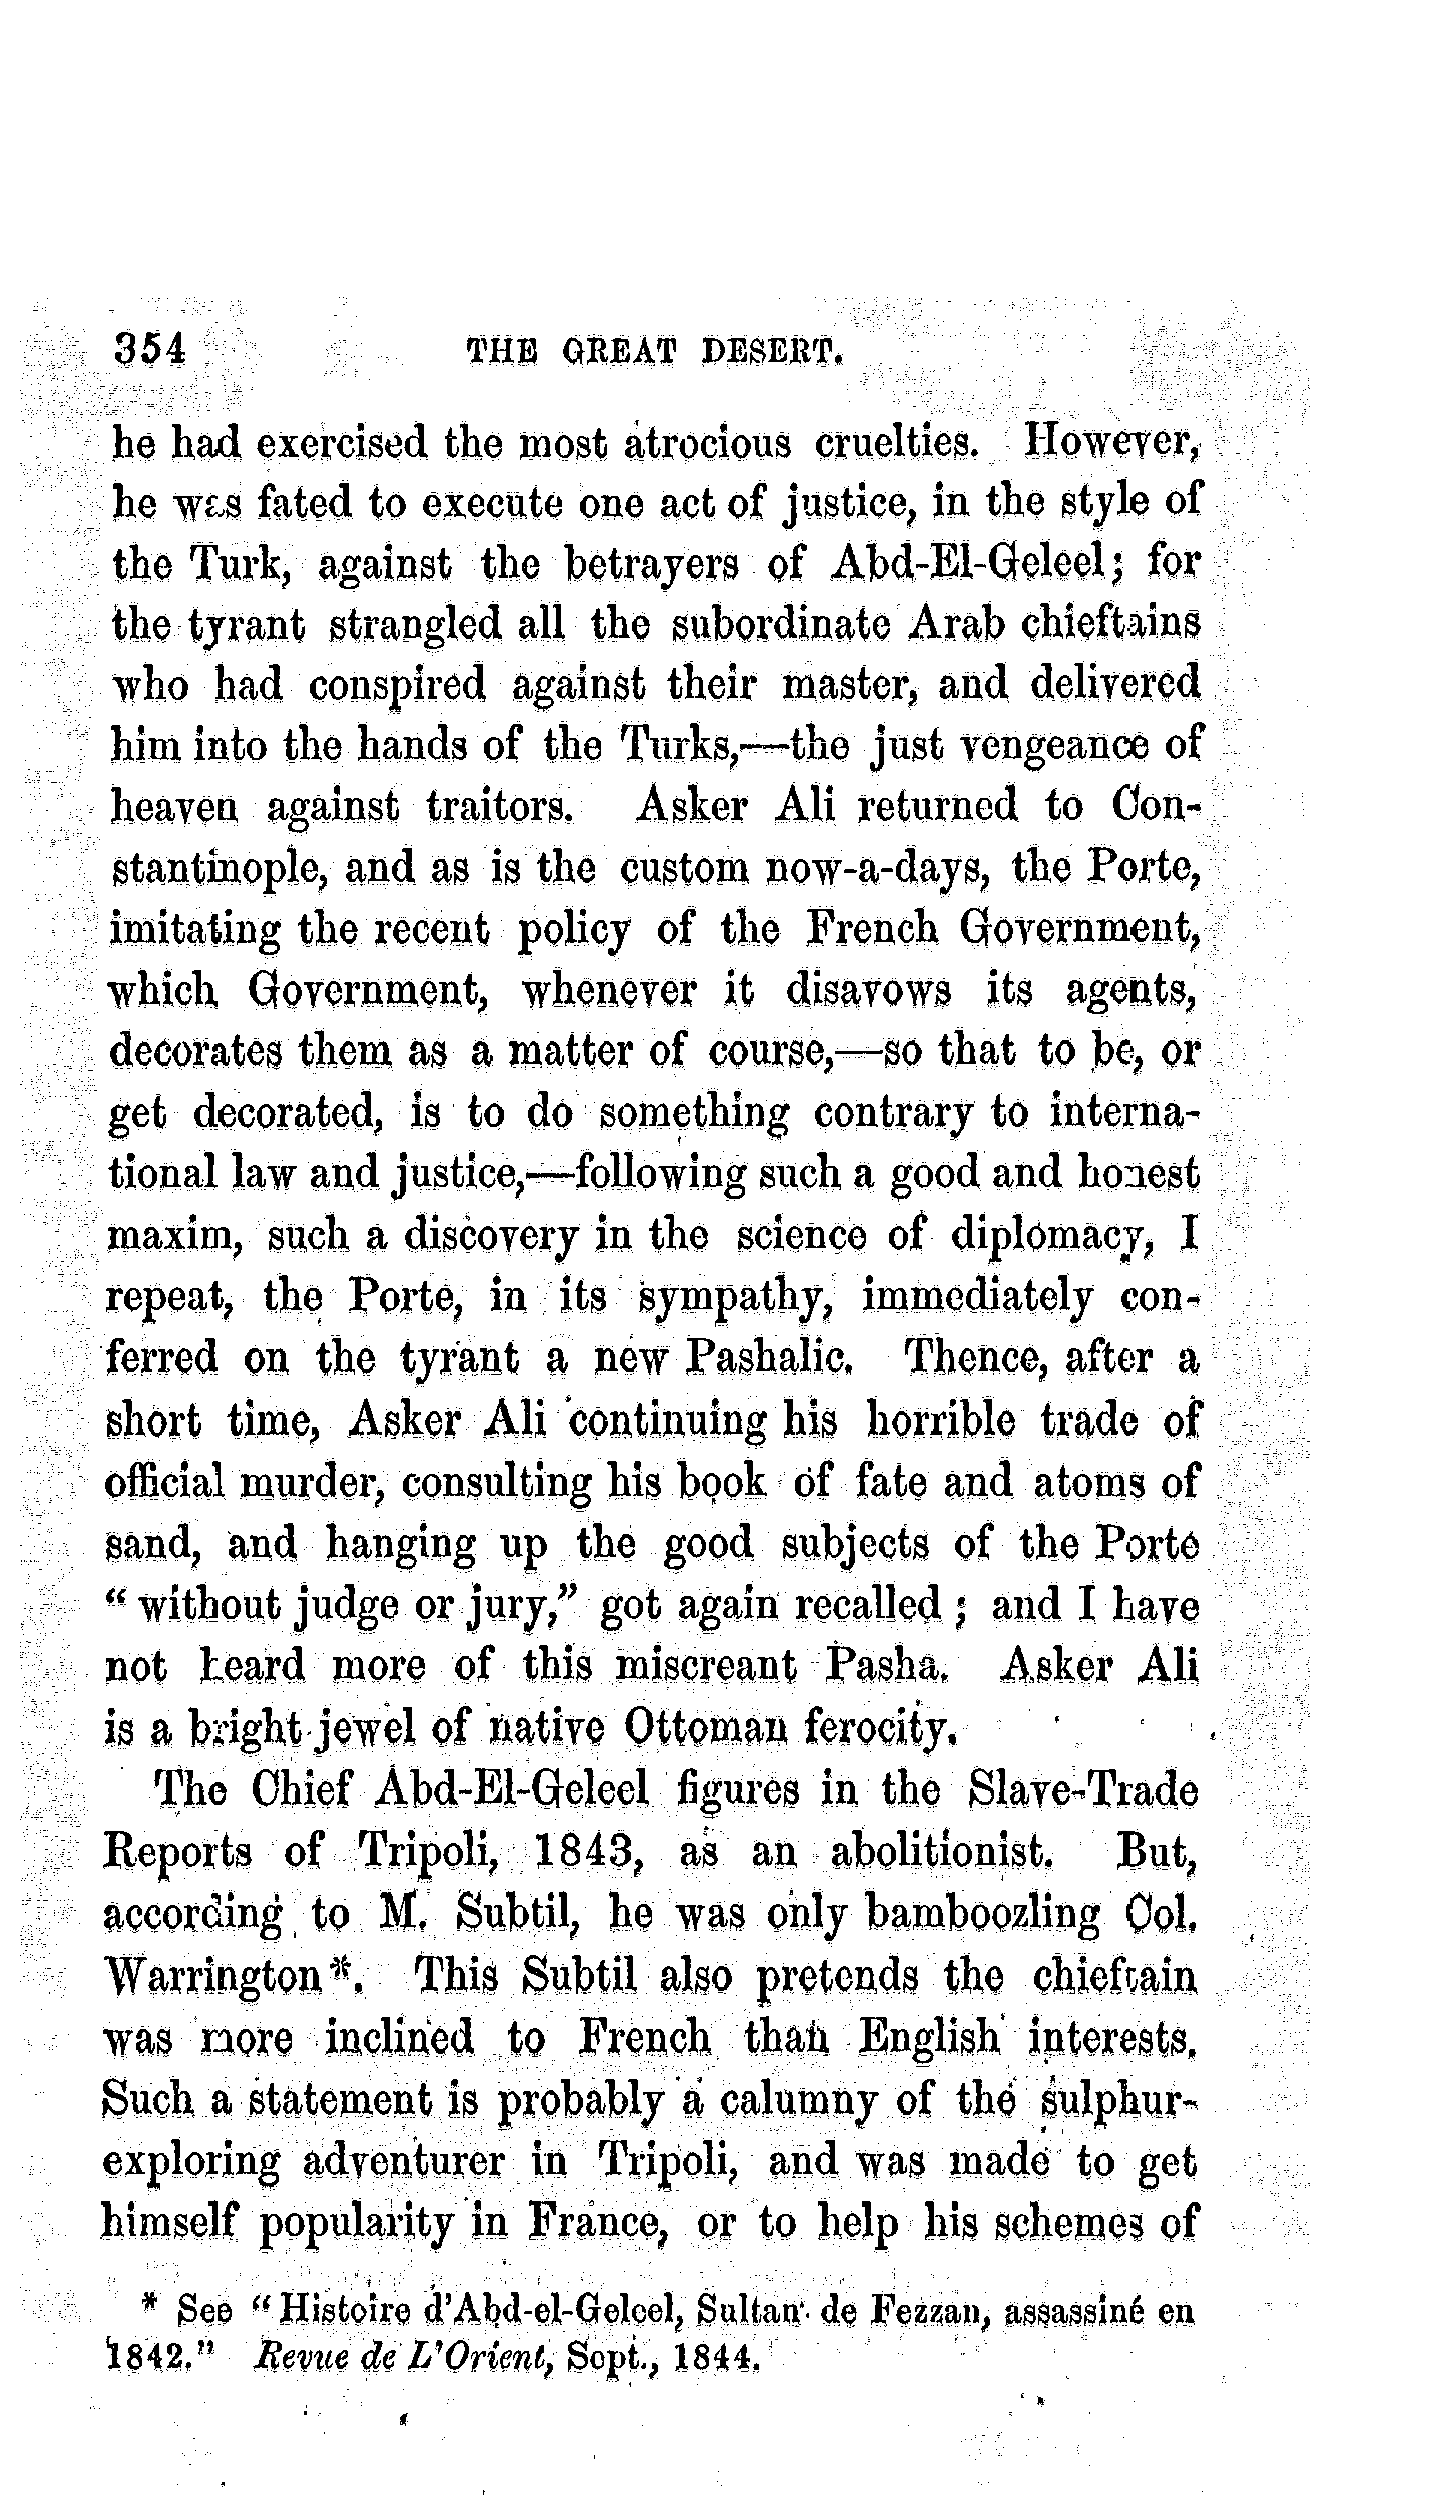 354 THE GREAT DESERT.
he had exercised the most atrocious cruelties. However,
he was fated to execute one act of justice, in the style of
the Turk, against the betrayers of Abd-El-Geleel; for
the tyrant strangled all the subordinate Arab chieftains
who had conspired against their master, and delivered
him into the hands of the Turks,—the just vengeance of
heaven against traitors. Asker Ali returned to Con-
stantinople, and as is the custom now-a-days, the Porte,
imitating the recent policy of the French Government,
which Government, whenever it disavows its agents,
decorates them as a matter of course,—so that to be, or
get decorated, is to do something contrary to interna-
tional law and justice,—following such a good and honest
maxim, such a discovery in the science of diplomacy, I
repeat, the Porte, in its sympathy, immediately con-
ferred on the tyrant a new Pashalic. Thence, after a
short time, Asker Ali continuing his horrible trade of
official murder, consulting his book of fate and atoms of
sand, and hanging up the good subjects of the Porte
"without judge or jury," got again recalled; and I have
not heard more of this miscreant Pasha. Asker Ali
is a bright jewel of native Ottoman ferocity.
The Chief Abd-El-Geleel figures in the Slave-Trade
Reports of Tripoli, 1843, as an abolitionist. But,
according to M. Subtil, he was only bamboozling Col.
Warrington*. This Subtil also pretends the chieftain
was more inclined to French than English interests.
Such a statement is probably a calumny of the sulphur-
exploring adventurer in Tripoli, and was made to get
himself popularity in France, or to help his schemes of
* See "Histoire d'Abd-el-Geleel, Sultan de Fezzan, assassiné en
1842." Revue de L'Orient, Sept., 1844.